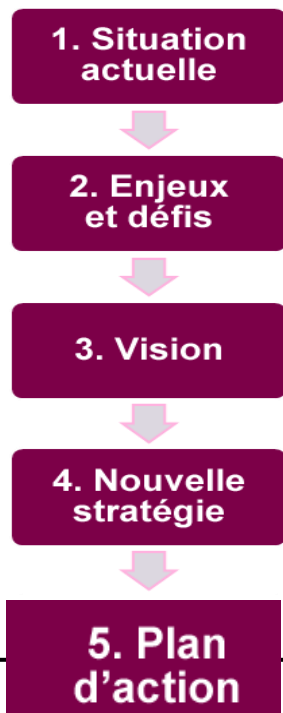 1. Situation
actuelle
2. Enjeux
et défis
3. Vision
4. Nouvelle
stratégie
5. Plan
d’action